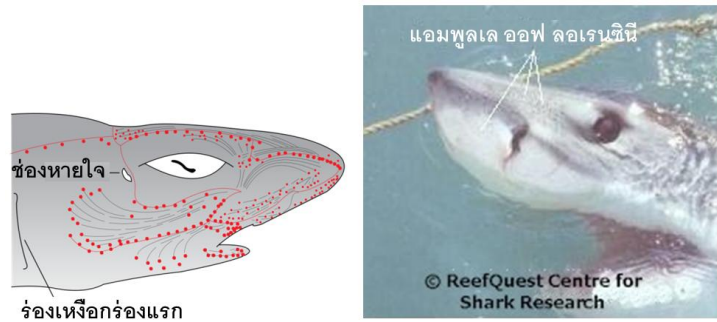 ช่องหายใจ
ร่องเหงือกร่องแรก
แอมพูลเล ออฟ ลอเรนซินี
© ReefQuest Centre for
Shark Research